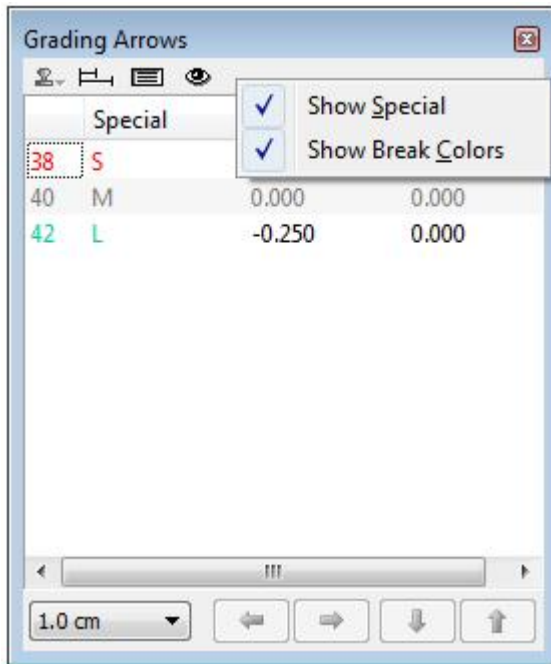 Grading Arrows
Special
Show Special
Show Break Colors
38 S
40 M 0.000 0.000
42 L -0.250 0.000
1.0 cm